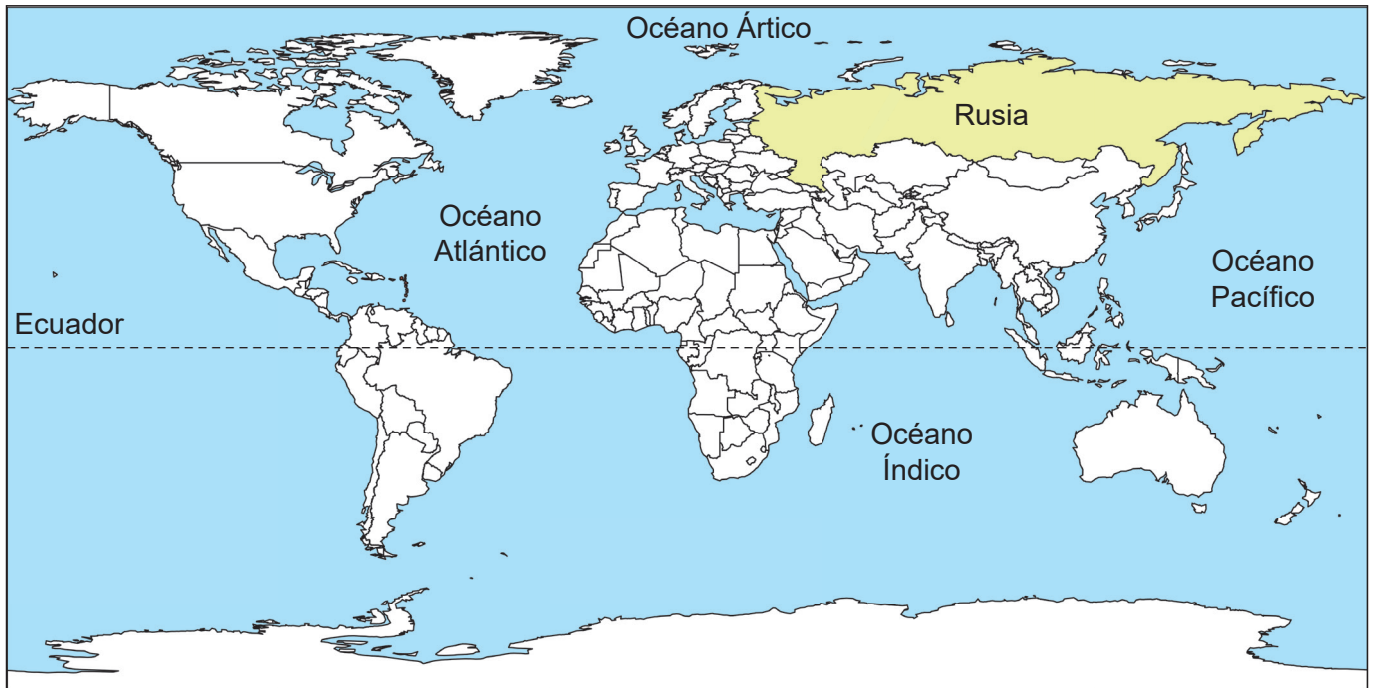 Océano Ártico
Rusia
Océano
Atlántico
Océano
Pacífico
Ecuador
Océano
Índico